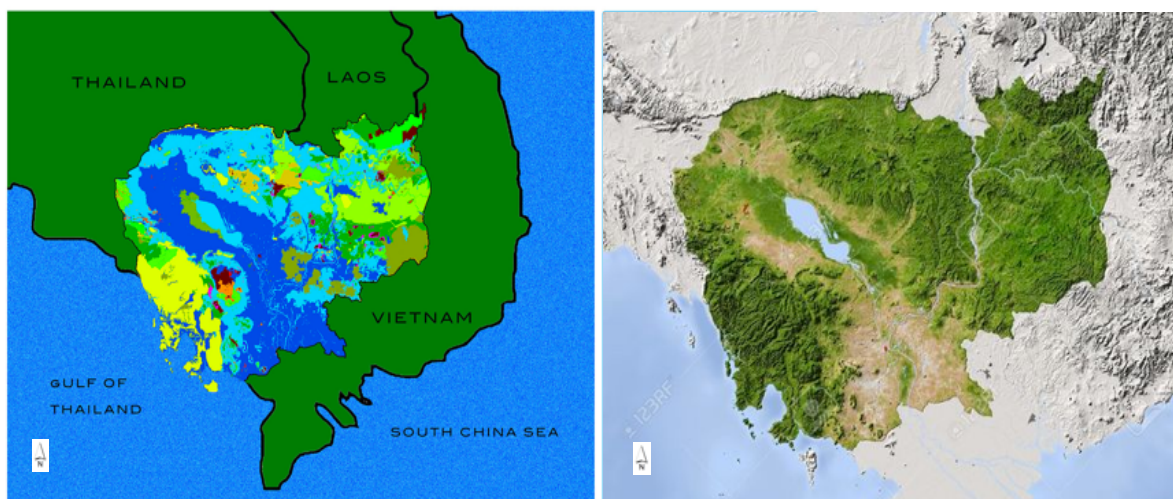 THAILAND
LAOS
VIETNAM
GULF OF
THAILAND
SOUTH CHINA SEA
N
123RF
N